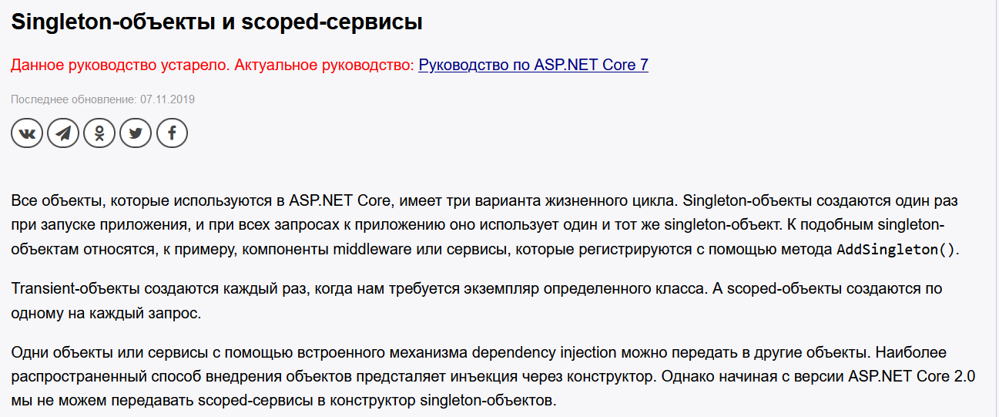 Singleton-объекты и scoped-сервисы
Данное руководство устарело. Актуальное руководство: Руководство по ASP.NET Core 7
Последнее обновление: 07.11.2019
Все объекты, которые используются в ASP.NET Core, имеет три варианта жизненного цикла. Singleton-объекты создаются один раз
при запуске приложения, и при всех запросах к приложению оно использует один и тот же singleton-объект. К подобным singleton-
объектам относятся, к примеру, компоненты middleware или сервисы, которые регистрируются с помощью метода AddSingleton().
Transient-объекты создаются каждый раз, когда нам требуется экземпляр определенного класса. А scoped-объекты создаются по
одному на каждый запрос.
Одни объекты или сервисы с помощью встроенного механизма dependency injection можно передать в другие объекты. Наиболее
распространенный способ внедрения объектов предсталяет инъекция через конструктор. Однако начиная с версии ASP.NET Core 2.0
мы не можем передавать scoped-сервисы в конструктор singleton-объектов.